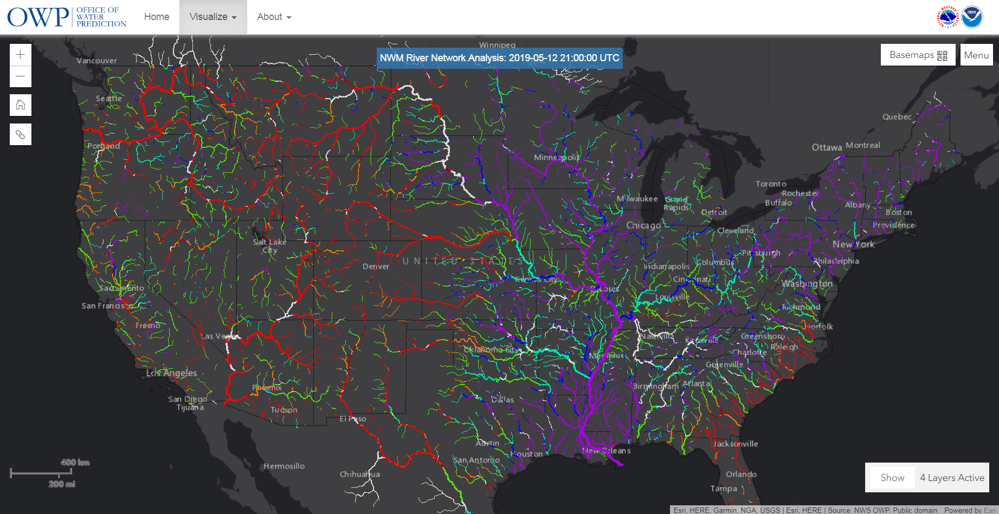 OWP OFFICE OF
WATER
PREDICTION
Home
Visualize
About
NATIONAL WEATHER SERVICE
NOAA
NWM River Network Analysis: 2019-05-12 21:00:00 UTC
Basemaps
Menu
Winnipeg
Vancouver
Seattle
Quebec
Portland
Ottawa
Montreal
Minneapolis
Toronto
Rochester
Buffalo
Milwaukee
Grand
Rapids
Detroit
Albany
Boston
Providence
Chicago
Cleveland
Salt Lake
City
New York
Pittsburgh
UNITED STATES
Denver
Indianapolis
Columbus
Philadelphia
Kansas City
Cincinnati
Washington
Sacramento
St Louis
Louisville
San Francisco
Richmond
Fresno
Norfolk
Las Vegas
Nashville
Knoxville
Greensboro
Raleigh
Oklahoma City
Memphis
Charlotte
Greenville
Los Angeles
Phoenix
Birmingham
Atlanta
San Diego
Tijuana
Dallas
Tucson
El Paso
Austin
Houston
New Orleans
Jacksonville
San Antonio
Hermosillo
Chihuahua
Orlando
Tampa
400 km
200 mi
Show
4 Layers Active
Esri, HERE, Garmin, NGA, USGS | Esri, HERE | Source: NWS OWP. Public domain
Powered by Esri